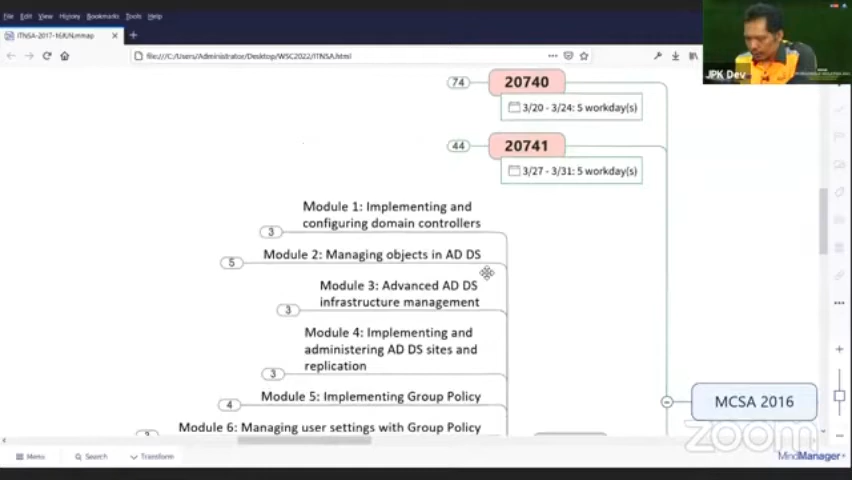 File Edit View History Bookmarks Tools Help
ITNSA-2017-16/K/N.mmap
file:///C:/Users/Administrator/Desktop/WSC2022/ITNSA.html
JPK Dev
74
20740
3/20 - 3/24: 5 workday(s)
44
20741
3/27 - 3/31: 5 workday(s)
Module 1: Implementing and
configuring domain controllers
3
Module 2: Managing objects in AD DS
5
Module 3: Advanced AD DS
infrastructure management
3
Module 4: Implementing and
administering AD DS sites and
replication
3
Module 5: Implementing Group Policy
4
Module 6: Managing user settings with Group Policy
MCSA 2016
zoom
Menu
Search
Transform
MindManager